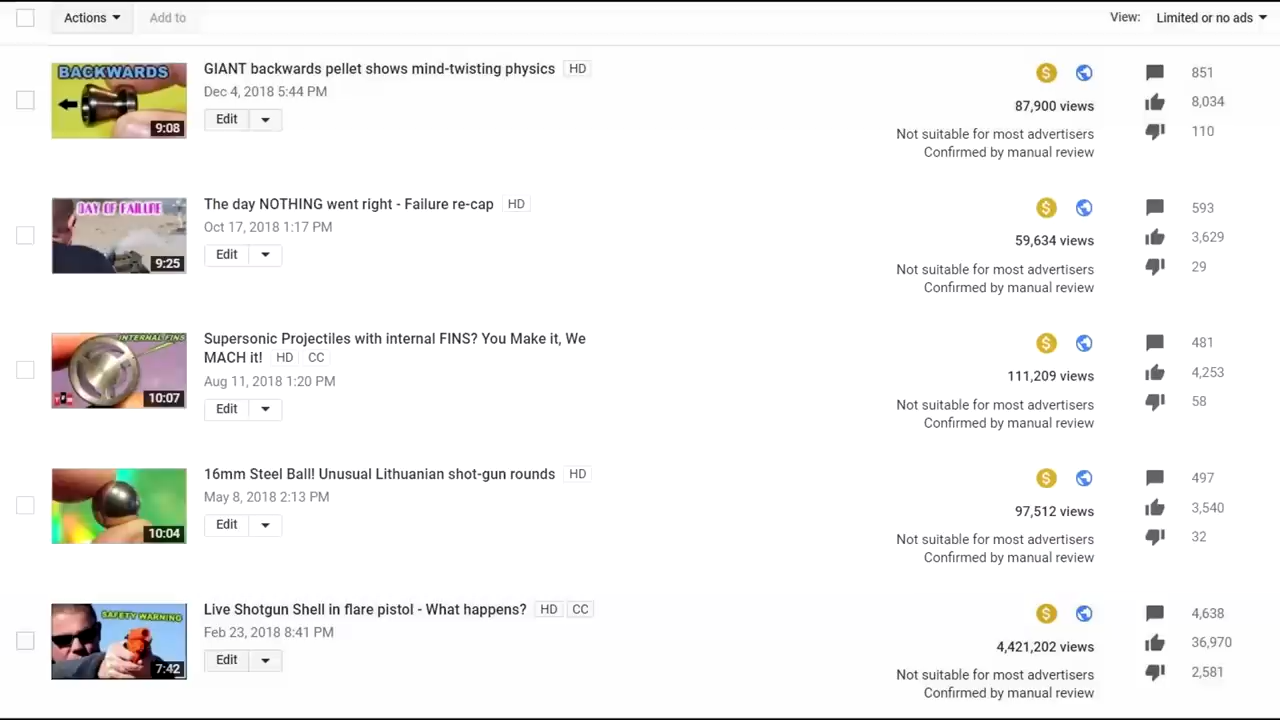 Actions
Add to
View:
Limited or no ads
BACKWARDS
9:08
GIANT backwards pellet shows mind-twisting physics
HD
Dec 4, 2018 5:44 PM
Edit
87,900 views
Not suitable for most advertisers
Confirmed by manual review
851
8,034
110
DAY OF FAILURE
9:25
The day NOTHING went right - Failure re-cap
HD
Oct 17, 2018 1:17 PM
Edit
59,634 views
Not suitable for most advertisers
Confirmed by manual review
593
3,629
29
INTERNAL FINS
10:07
Supersonic Projectiles with internal FINS? You Make it, We
MACH it!
HD
CC
Aug 11, 2018 1:20 PM
Edit
111,209 views
Not suitable for most advertisers
Confirmed by manual review
481
4,253
58
10:04
16mm Steel Ball! Unusual Lithuanian shot-gun rounds
HD
May 8, 2018 2:13 PM
Edit
97,512 views
Not suitable for most advertisers
Confirmed by manual review
497
3,540
32
SAFETY WARNING
7:42
Live Shotgun Shell in flare pistol - What happens?
HD
CC
Feb 23, 2018 8:41 PM
Edit
4,421,202 views
Not suitable for most advertisers
Confirmed by manual review
4,638
36,970
2,581